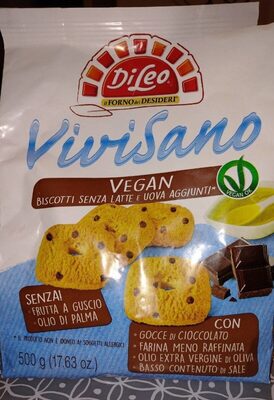 DiLeo
il FORNO dei DESIDERI
ViviSano
VEGAN
BISCOTTI SENZA LATTE E UOVA AGGIUNTI*
VEGAN OK
SENZA:
- FRUTTA A GUSCIO
- OLIO DI PALMA
* IL PRODOTTO NON È IDONEO AI SOGGETTI ALLERGICI
500 g (17.63 oz.)
CON
• GOCCE DI CIOCCOLATO
• FARINA MENO RAFFINATA
• OLIO EXTRA VERGINE DI OLIVA
• BASSO CONTENUTO DI SALE